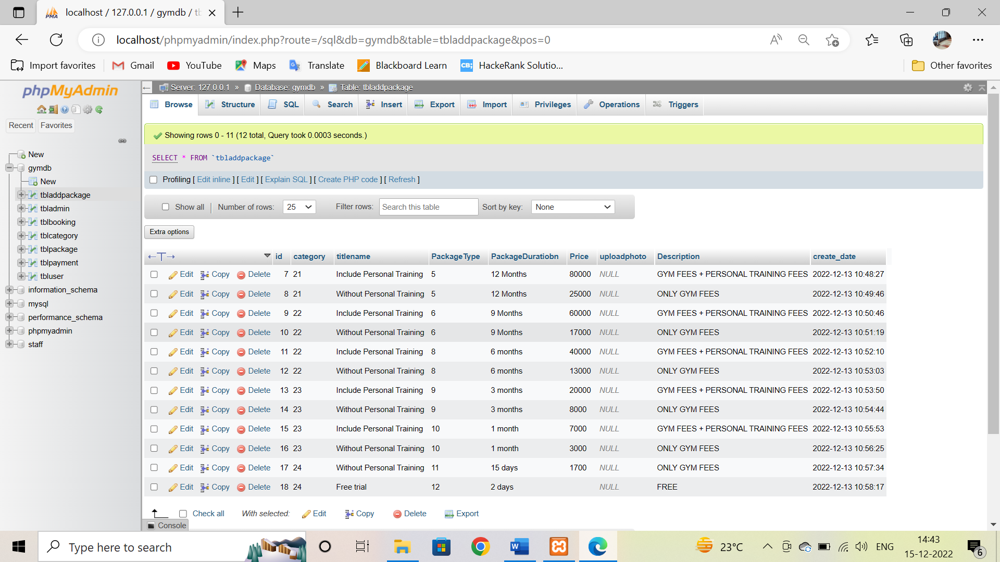 localhost / 127.0.0.1 / gymdb / tb
localhost/phpmyadmin/index.php?route=/sql&db=gymdb&table=tbladdpackage&pos=0
Import favorites Gmail YouTube Maps Translate Blackboard Learn HackeRank Solutio... Other favorites
phpMyAdmin
Server: 127.0.0.1 » Database: gymdb » Table: tbladdpackage
Browse Structure SQL Search Insert Export Import Privileges Operations Triggers
Recent Favorites
New
gymdb
New
tbladdpackage
tbladmin
tblbooking
tblcategory
tblpackage
tblpayment
tbluser
information_schema
mysql
performance_schema
phpmyadmin
staff
Showing rows 0 - 11 (12 total, Query took 0.0003 seconds.)
SELECT * FROM `tbladdpackage`
Profiling [ Edit inline ] [ Edit ] [ Explain SQL ] [ Create PHP code ] [ Refresh ]
Show all | Number of rows: 25 Filter rows: Search this table Sort by key: None
Extra options
←T→ id category titlename PackageType PackageDuratiobn Price uploadphoto Description create_date
Edit Copy Delete 7 21 Include Personal Training 5 12 Months 80000 NULL GYM FEES + PERSONAL TRAINING FEES 2022-12-13 10:48:27
Edit Copy Delete 8 21 Without Personal Training 5 12 Months 25000 NULL ONLY GYM FEES 2022-12-13 10:49:46
Edit Copy Delete 9 22 Include Personal Training 6 9 Months 60000 NULL GYM FEES + PERSONAL TRAINING FEES 2022-12-13 10:50:46
Edit Copy Delete 10 22 Without Personal Training 6 9 Months 17000 NULL ONLY GYM FEES 2022-12-13 10:51:19
Edit Copy Delete 11 22 Include Personal Training 8 6 months 40000 NULL GYM FEES + PERSONAL TRAINING FEES 2022-12-13 10:52:10
Edit Copy Delete 12 22 Without Personal Training 8 6 months 13000 NULL ONLY GYM FEES 2022-12-13 10:53:03
Edit Copy Delete 13 23 Include Personal Training 9 3 months 20000 NULL GYM FEES + PERSONAL TRAINING FEES 2022-12-13 10:53:50
Edit Copy Delete 14 23 Without Personal Training 9 3 months 8000 NULL ONLY GYM FEES 2022-12-13 10:54:44
Edit Copy Delete 15 23 Include Personal Training 10 1 month 7000 NULL GYM FEES + PERSONAL TRAINING FEES 2022-12-13 10:55:53
Edit Copy Delete 16 23 Without Personal Training 10 1 month 3000 NULL ONLY GYM FEES 2022-12-13 10:56:25
Edit Copy Delete 17 24 Without Personal Training 11 15 days 1700 NULL ONLY GYM FEES 2022-12-13 10:57:34
Edit Copy Delete 18 24 Free trial 12 2 days NULL FREE 2022-12-13 10:58:17
Check all With selected: Edit Copy Delete Export
Console
Type here to search
23°C
ENG
14:43
15-12-2022
6